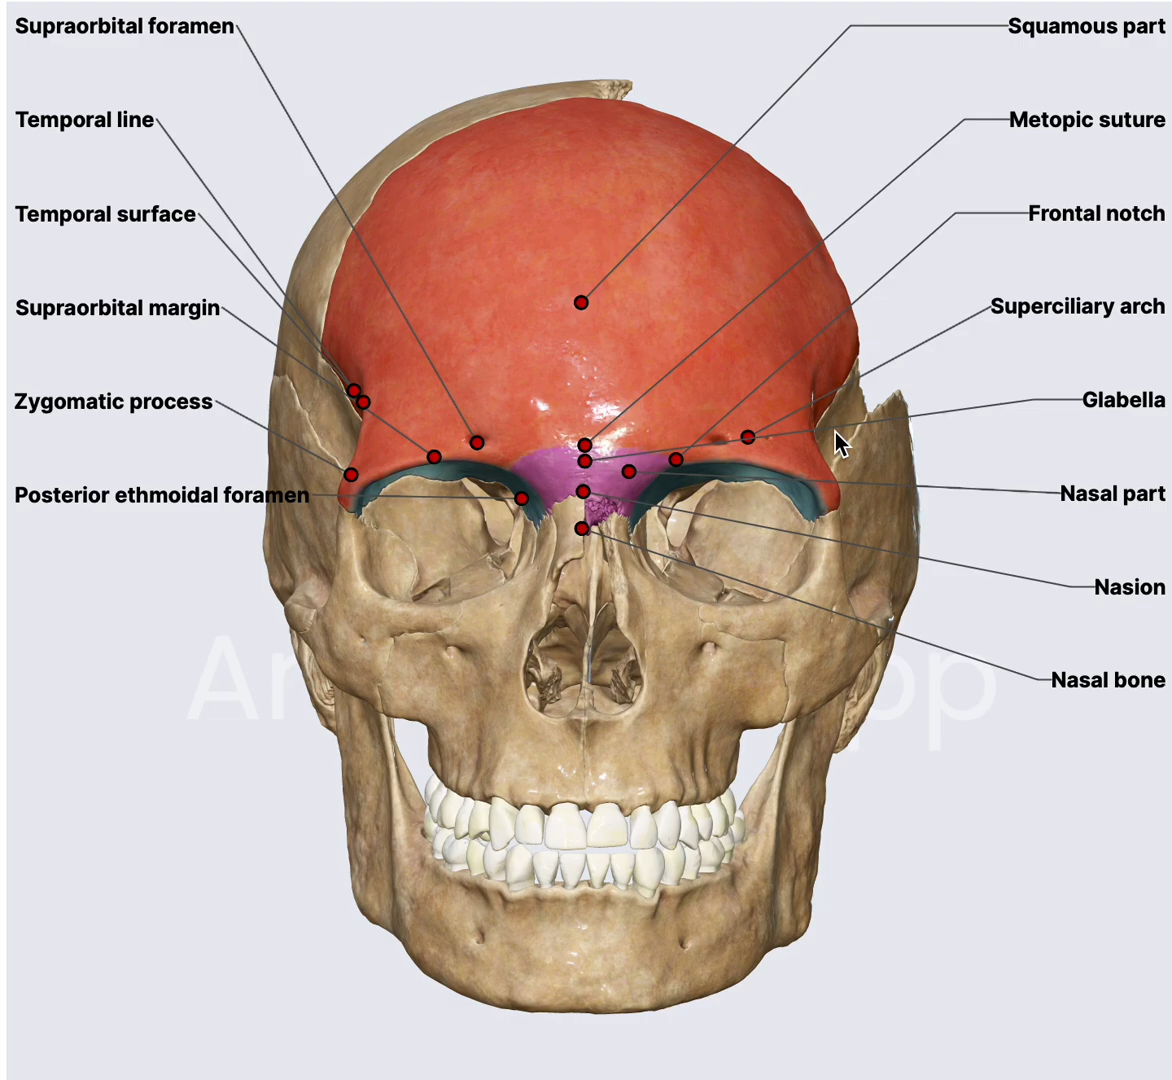 Supraorbital foramen
Squamous part
Temporal line
Metopic suture
Temporal surface
Frontal notch
Supraorbital margin
Superciliary arch
Zygomatic process
Glabella
Posterior ethmoidal foramen
Nasal part
Nasion
Nasal bone